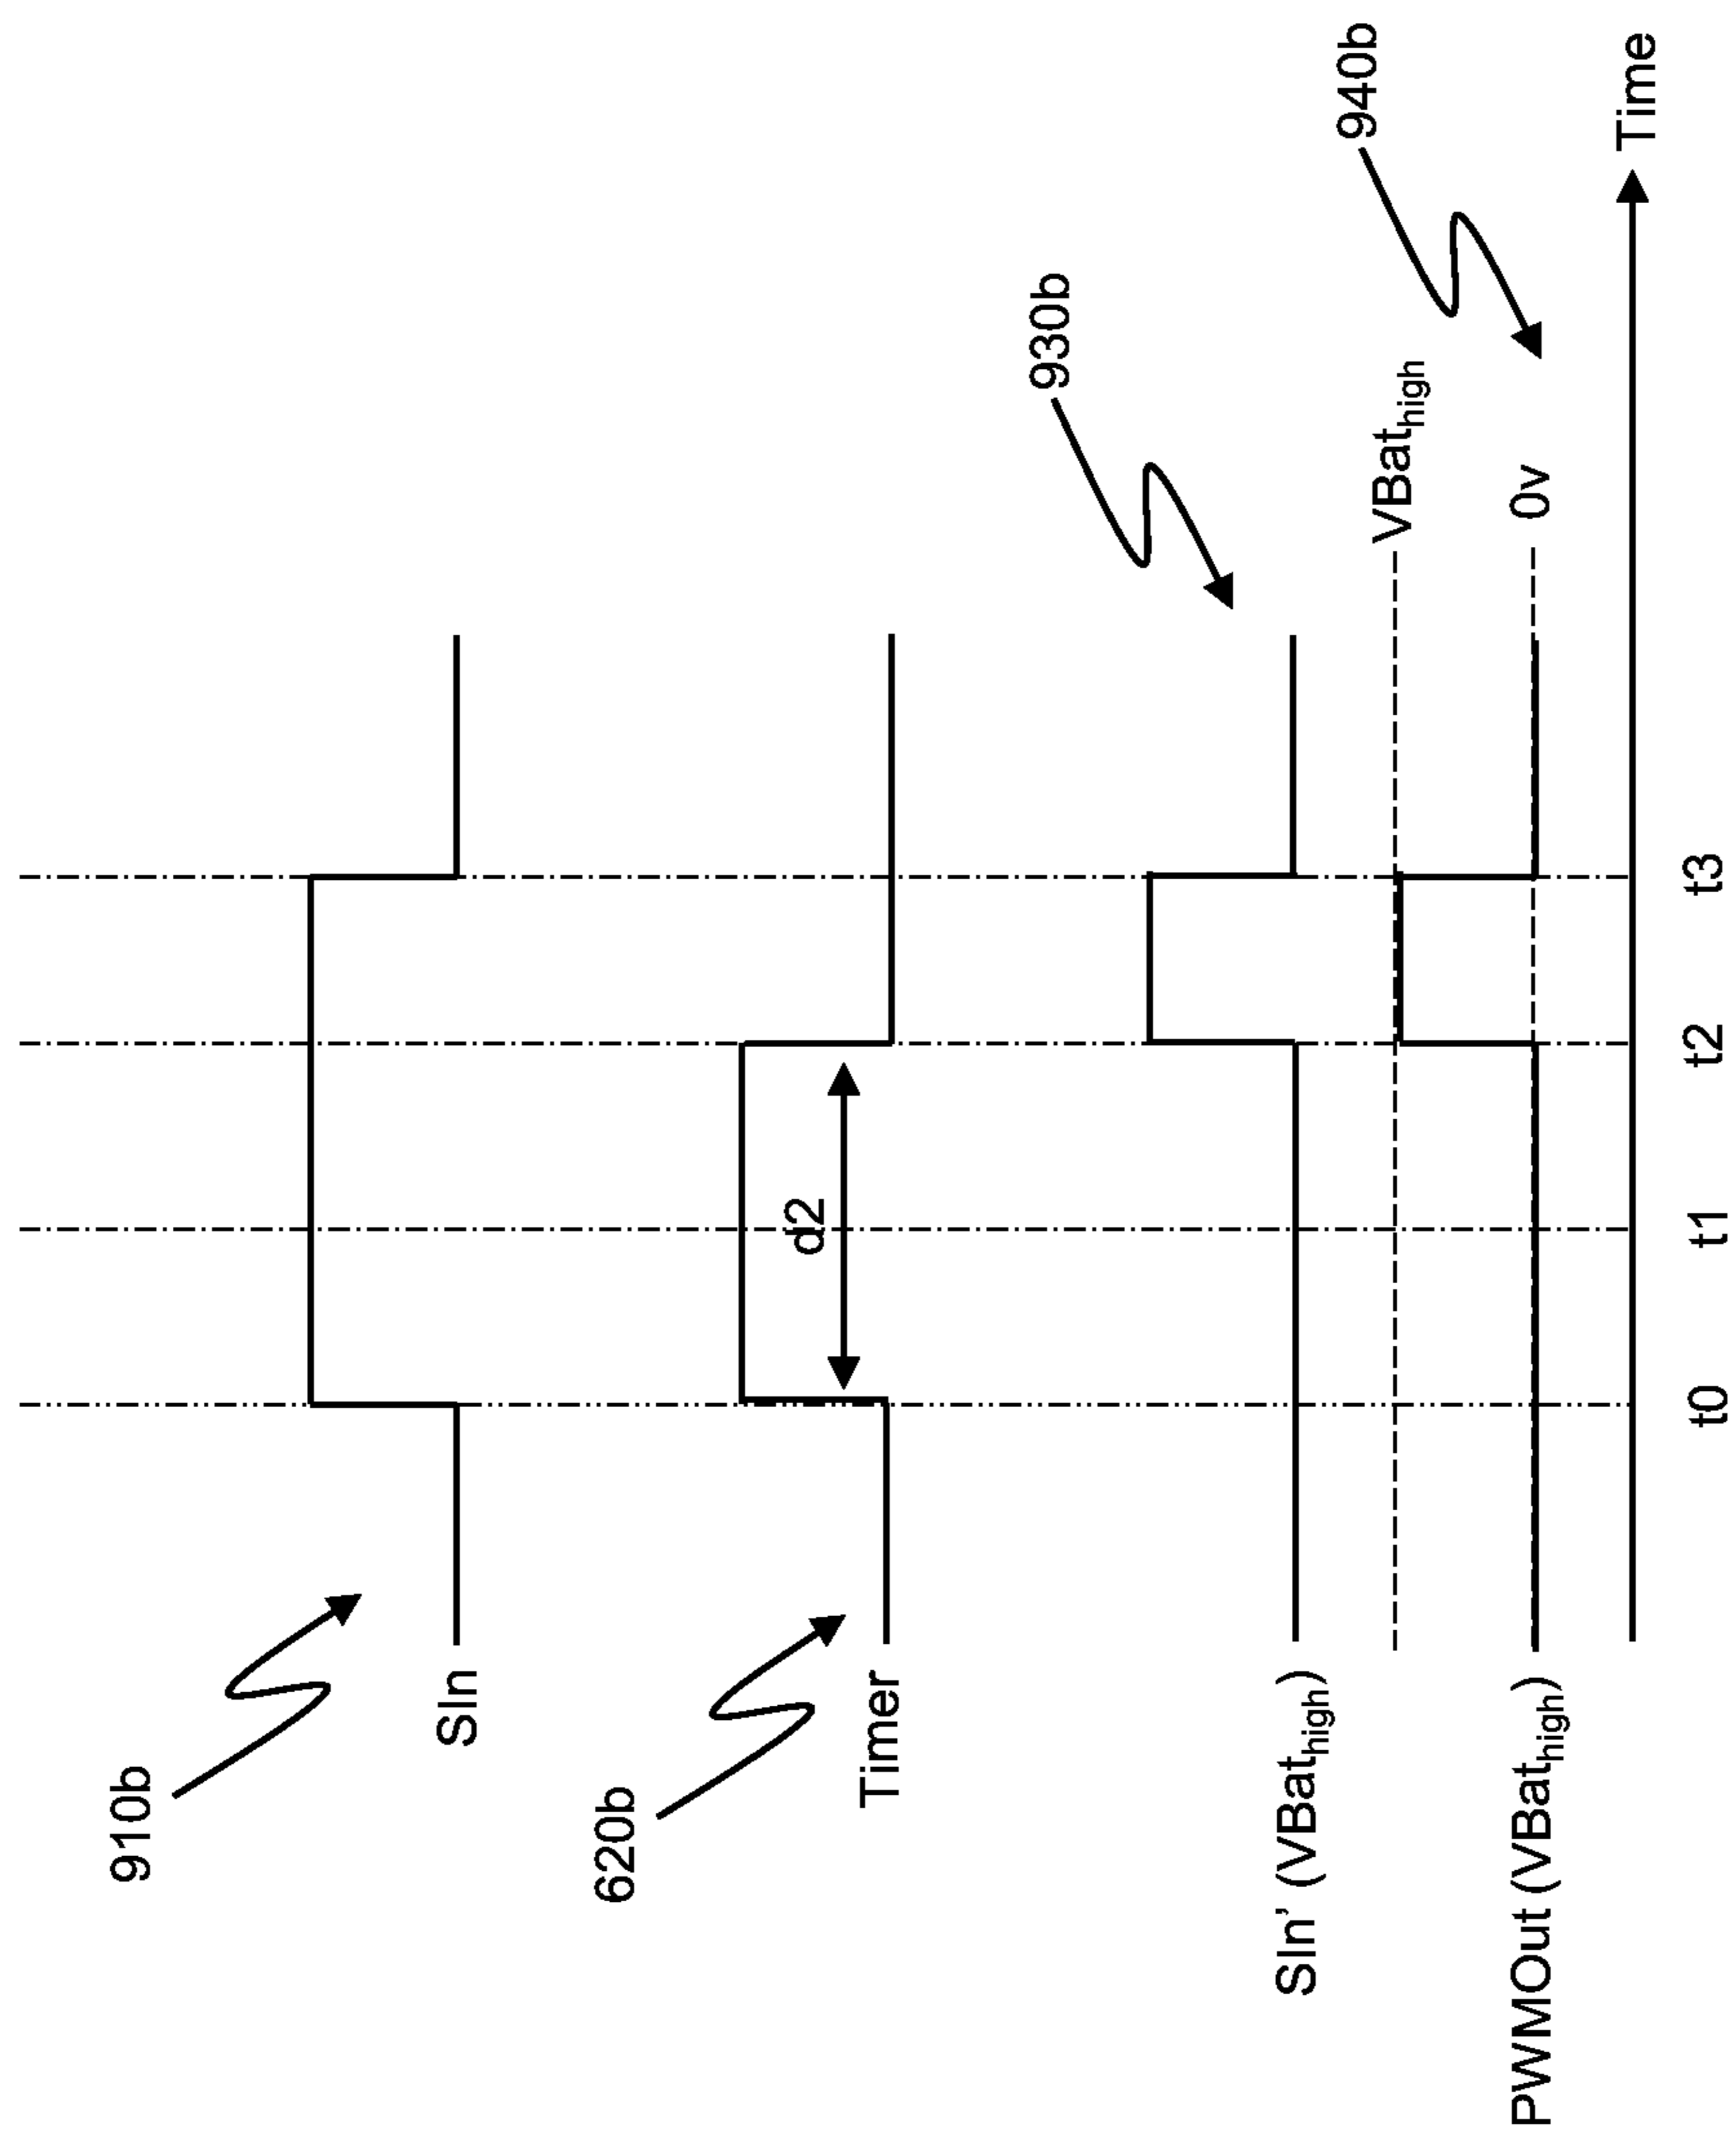 910b
SIn
620b
Timer
d2
930b
SIn’ (VBathigh)
VBathigh
940b
PWMOut (VBathigh)
0v
Time
t0 t1 t2 t3